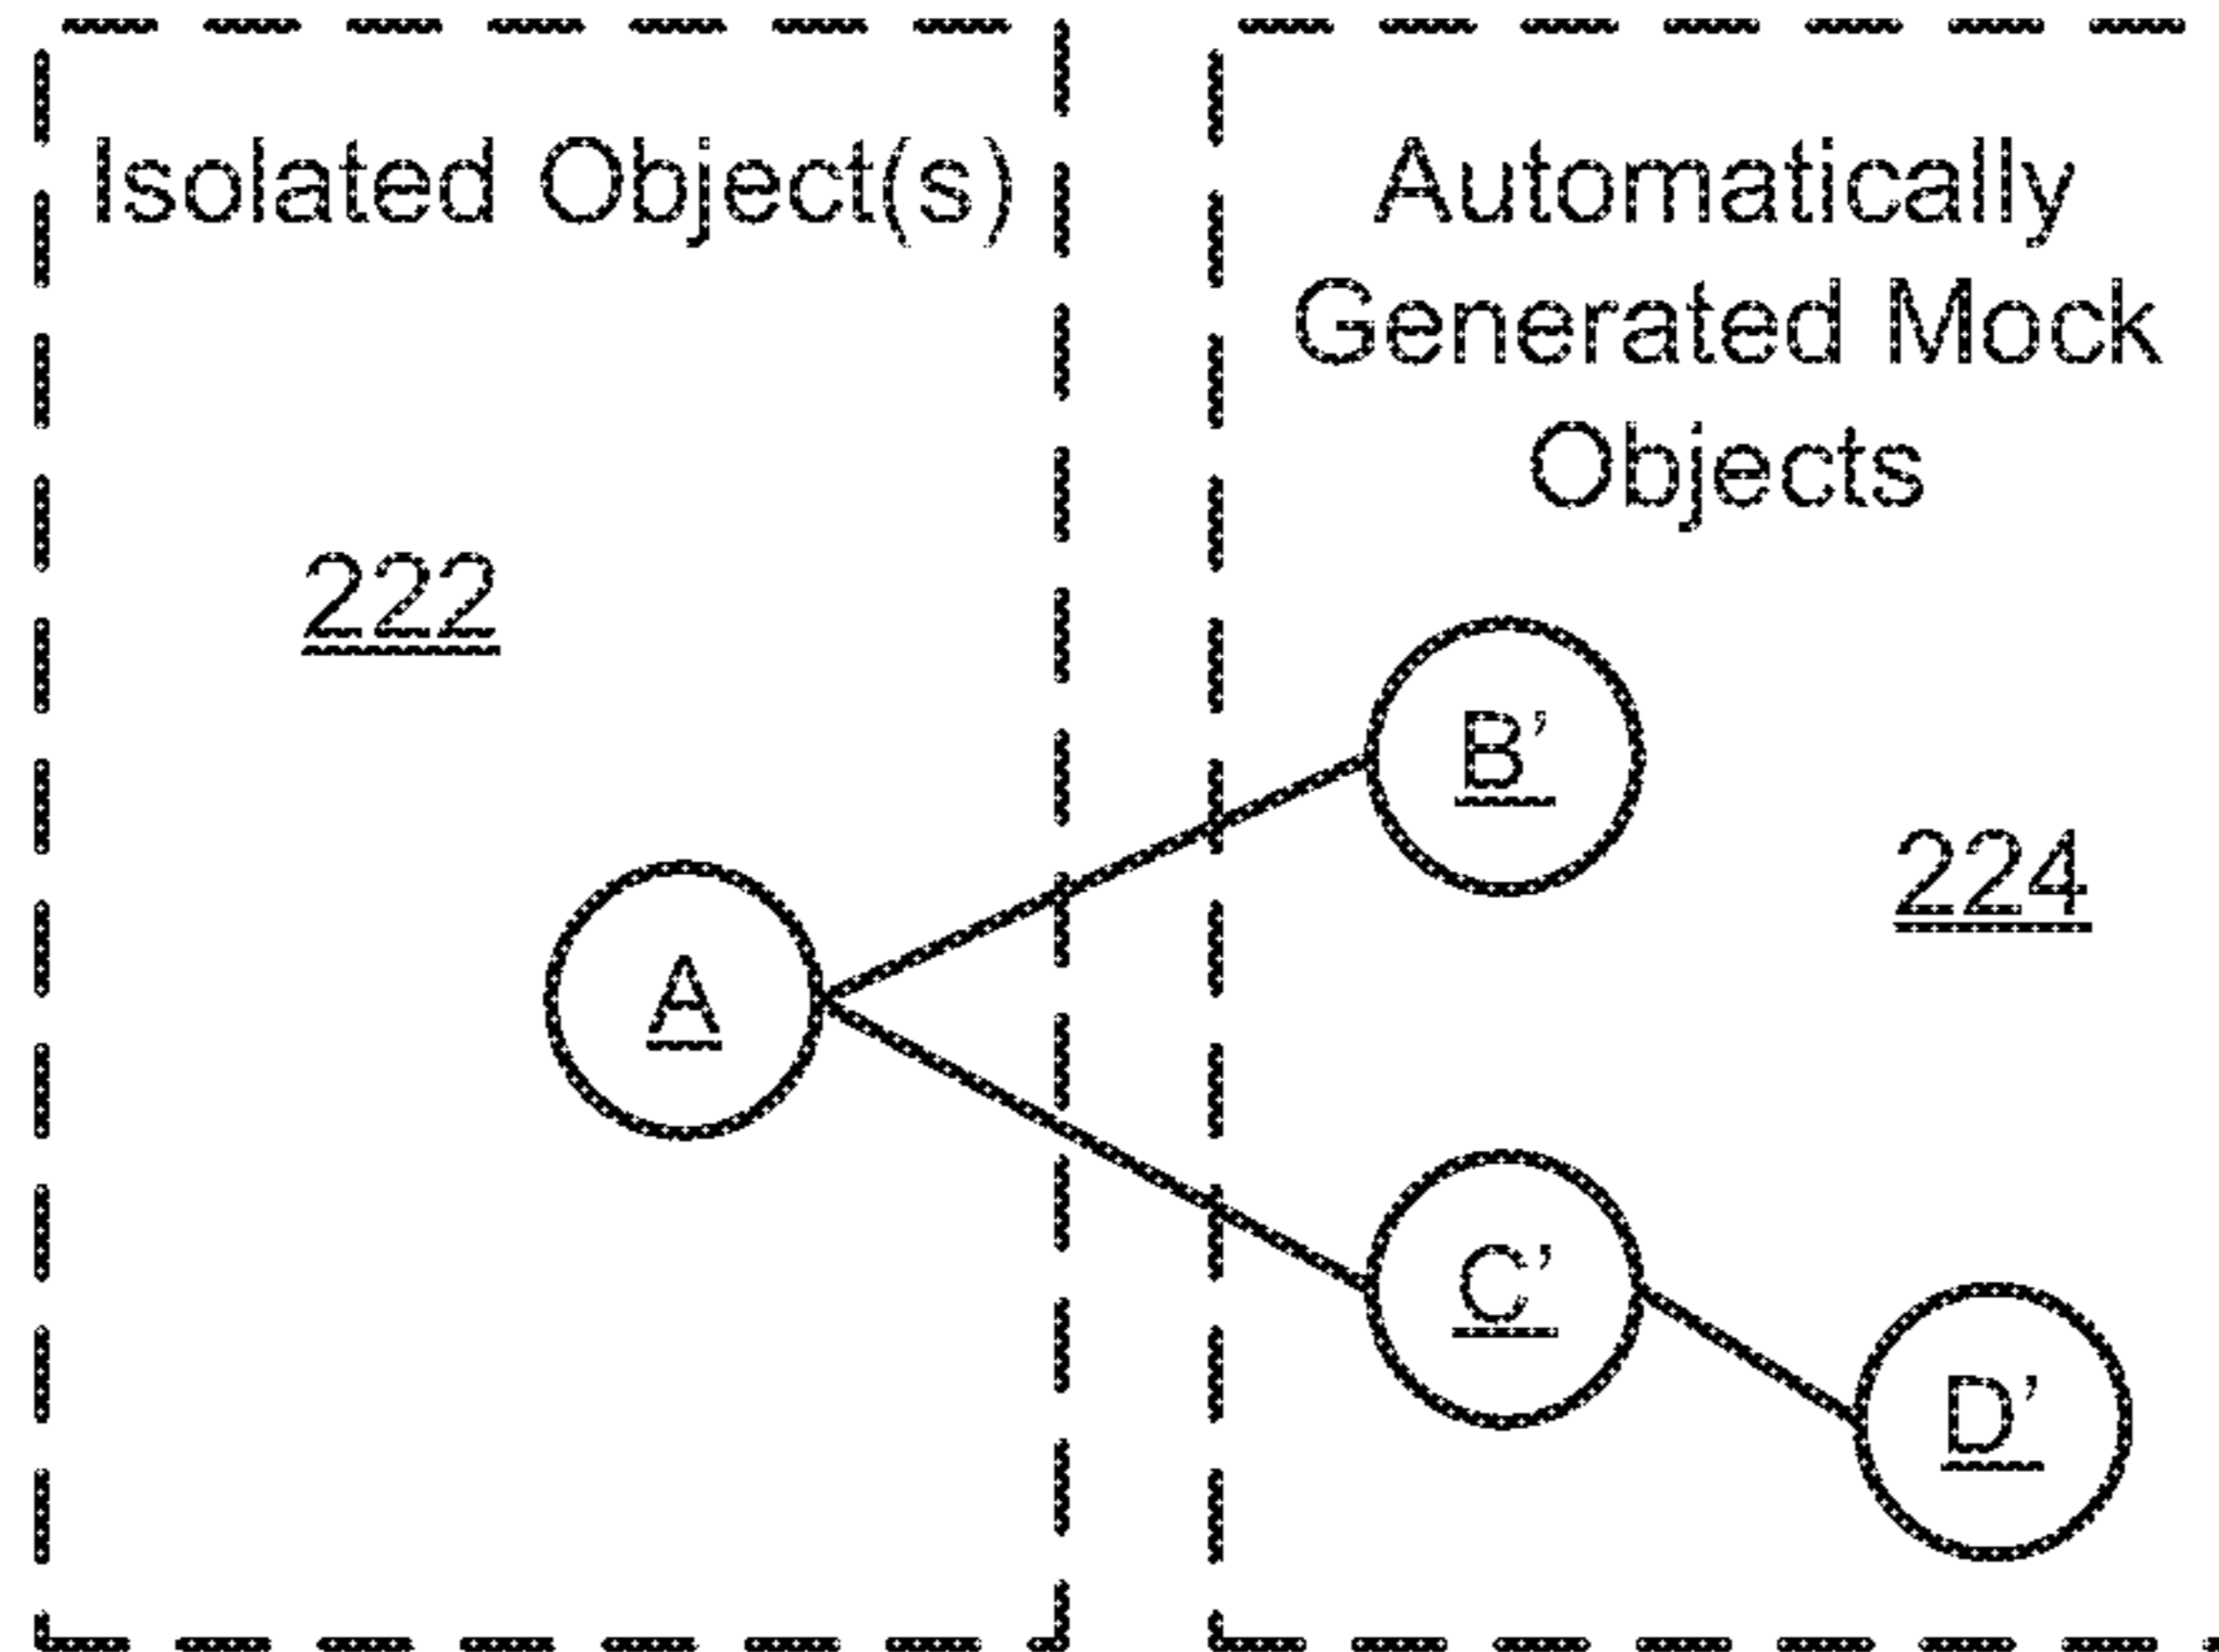 Isolated Object(s)
222
A
Automatically
Generated Mock
Objects
B’
224
C’
D’